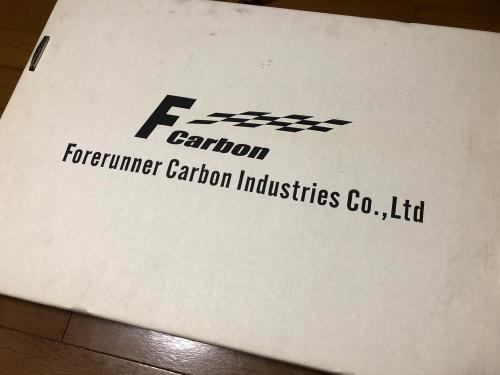 F
Carbon
Forerunner Carbon Industries Co.,Ltd